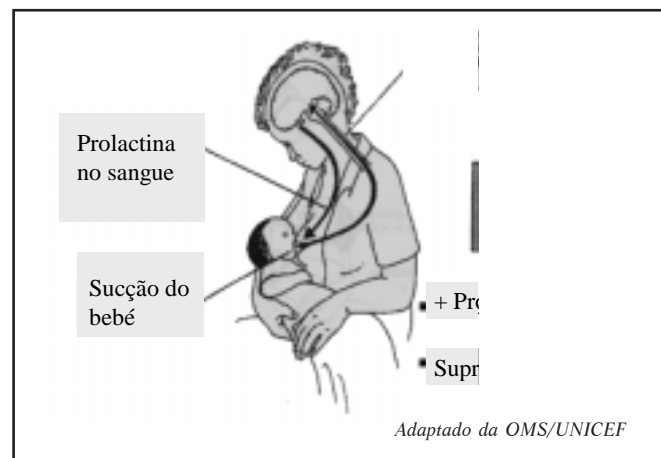 Prolactina
no sangue
Sucção do
bebé
+
Adaptado da OMS/UNICEF